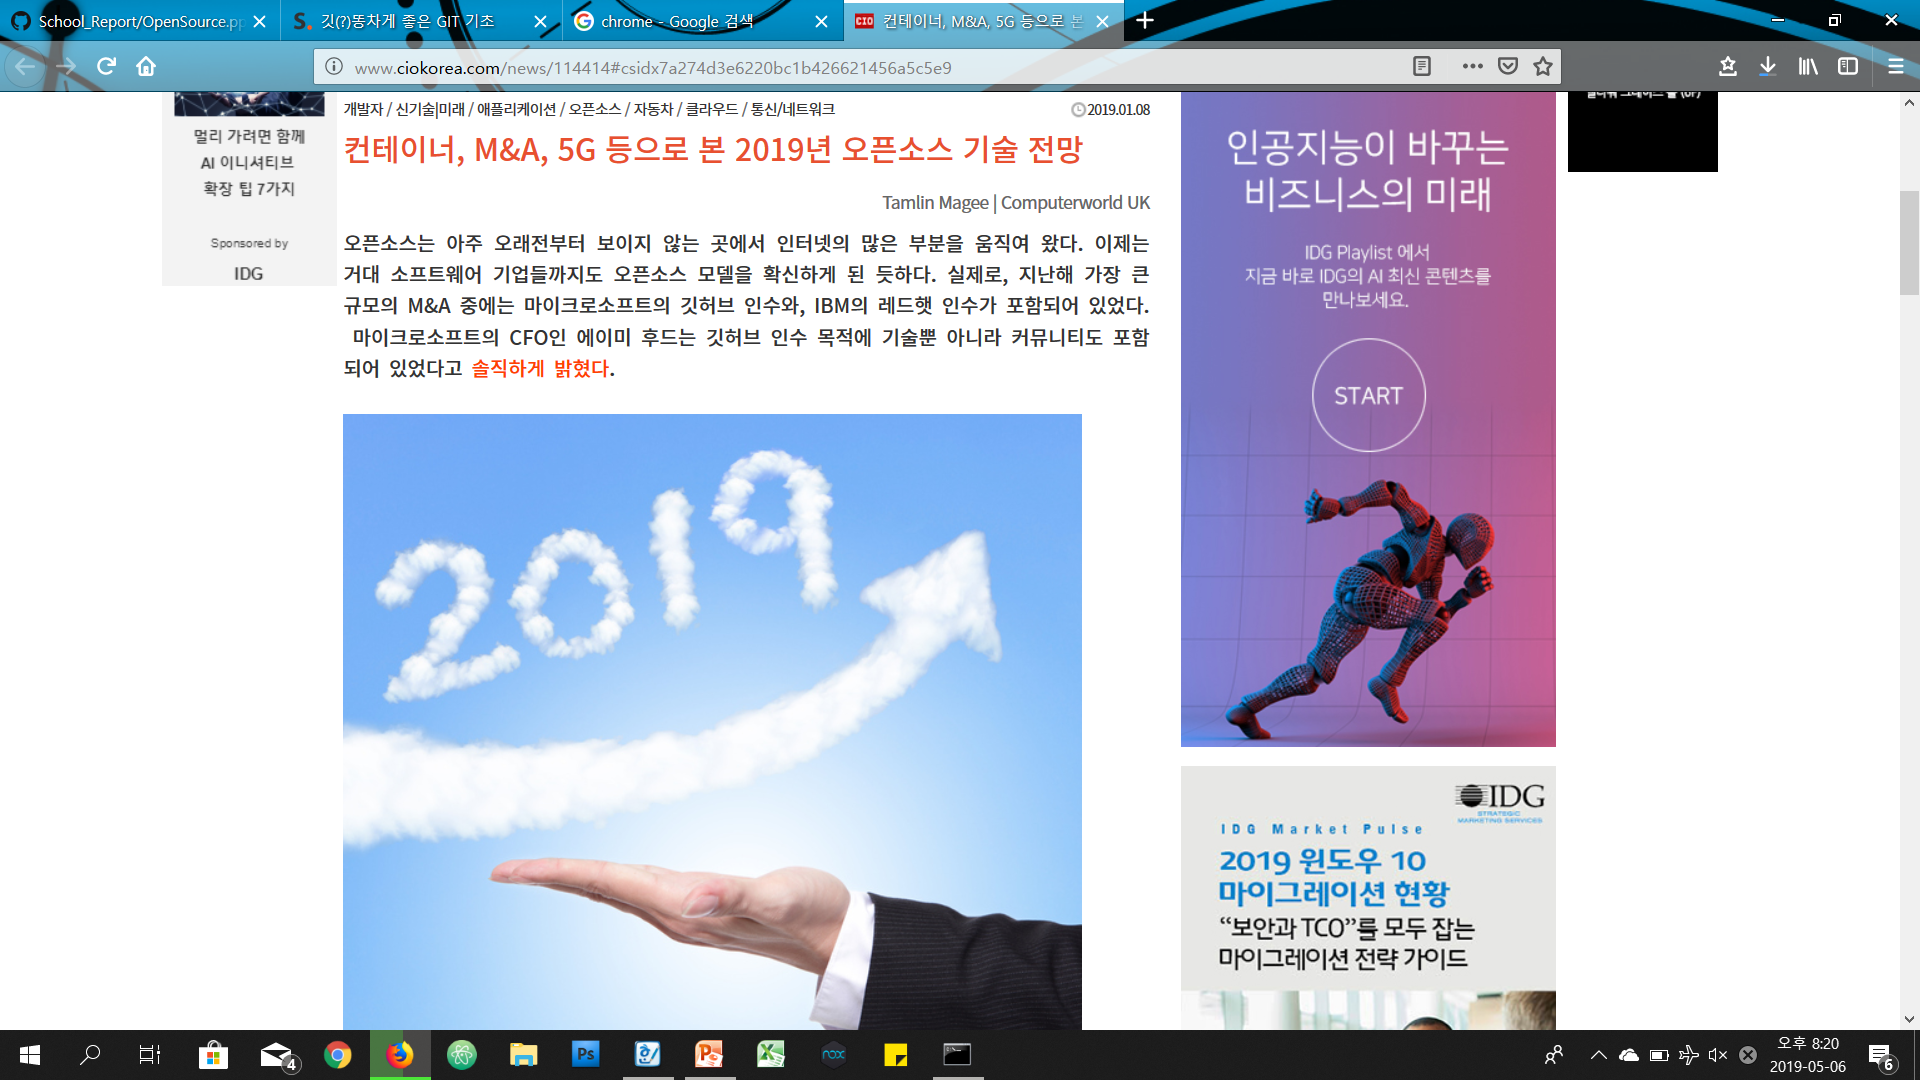 School_Report/OpenSource.pp
깃(?)똥차게 좋은 GIT 기초
chrome - Google 검색
컨테이너, M&A, 5G 등으로 본
www.ciokorea.com/news/114414#csidx7a274d3e6220bc1b426621456a5c5e9
멀리 가려면 함께
AI 이니셔티브
확장 팁 7가지
Sponsored by
IDG
개발자 / 신기술|미래 / 애플리케이션 / 오픈소스 / 자동차 / 클라우드 / 통신/네트워크
2019.01.08
컨테이너, M&A, 5G 등으로 본 2019년 오픈소스 기술 전망
Tamlin Magee | Computerworld UK
오픈소스는 아주 오래전부터 보이지 않는 곳에서 인터넷의 많은 부분을 움직여 왔다. 이제는
거대 소프트웨어 기업들까지도 오픈소스 모델을 확신하게 된 듯하다. 실제로, 지난해 가장 큰
규모의 M&A 중에는 마이크로소프트의 깃허브 인수와, IBM의 레드햇 인수가 포함되어 있었다.
마이크로소프트의 CFO인 에이미 후드는 깃허브 인수 목적에 기술뿐 아니라 커뮤니티도 포함
되어 있었다고 솔직하게 밝혔다.
2019
인공지능이 바꾸는
비즈니스의 미래
IDG Playlist 에서
지금 바로 IDG의 AI 최신 콘텐츠를
만나보세요.
START
IDG
STRATEGIC
MARKETING SERVICES
IDG Market Pulse
2019 윈도우 10
마이그레이션 현황
“보안과 TCO”를 모두 잡는
마이그레이션 전략 가이드
CIO
S.
4
Ps
nox
오후 8:20
2019-05-06
6